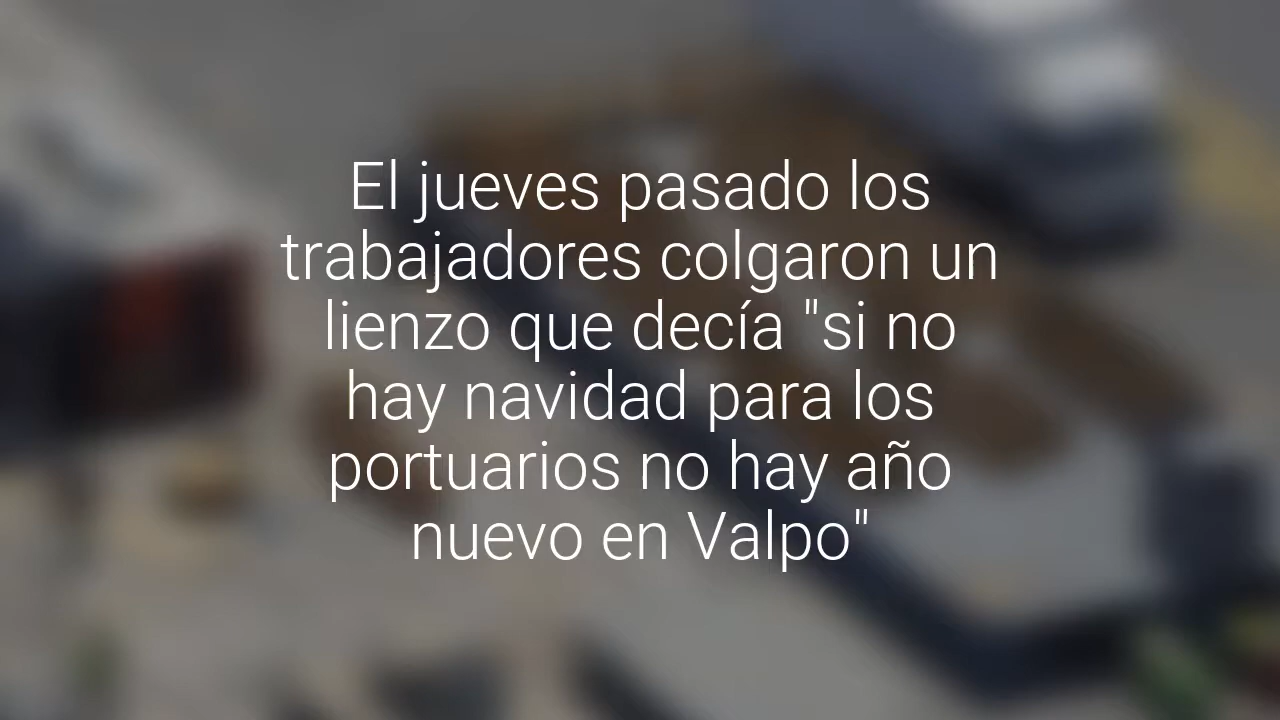 El jueves pasado los
trabajadores colgaron un
lienzo que decía "si no
hay navidad para los
portuarios no hay año
nuevo en Valpo"